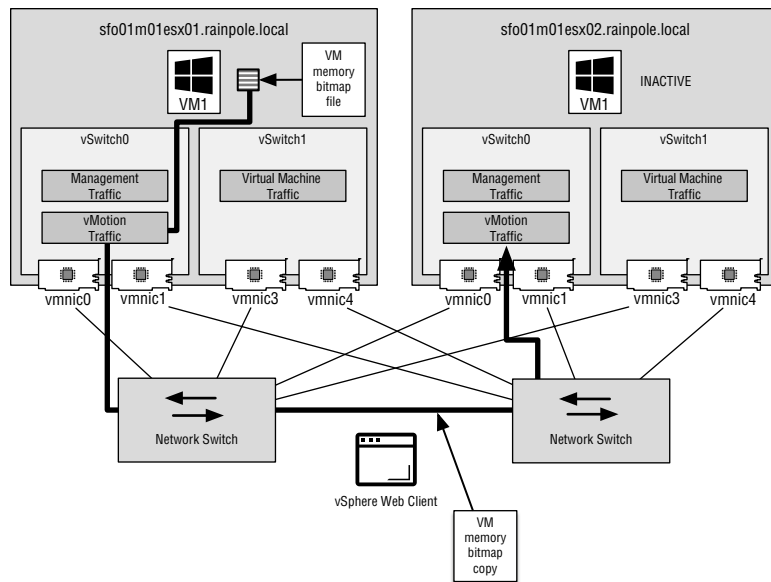 sfo01m01esx01.rainpole.local
VM1
VM
memory
bitmap
file
vSwitch0
Management
Traffic
vMotion
Traffic
vSwitch1
Virtual Machine
Traffic
vmnic0
vmnic1
vmnic3
vmnic4
sfo01m01esx02.rainpole.local
VM1
INACTIVE
vSwitch0
Management
Traffic
vMotion
Traffic
vSwitch1
Virtual Machine
Traffic
vmnic0
vmnic1
vmnic3
vmnic4
Network Switch
Network Switch
vSphere Web Client
VM
memory
bitmap
copy